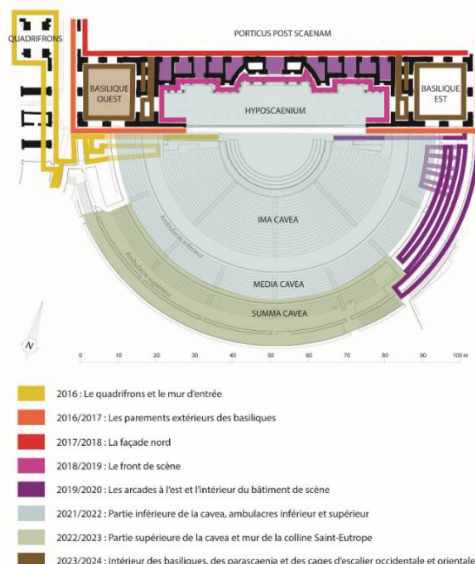 QUADRIFRONS
PORTICUS POST SCAENAM
BASILIQUE
OUEST
BASILIQUE
EST
HYPOSCAENIUM
IMA CAVEA
Ambulacre inférieur
MEDIA CAVEA
Ambulacre supérieur
SUMMA CAVEA
N
0 10 20 30 40 50 60 70 80 90 100 m
2016 : Le quadrifrons et le mur d'entrée
2016/2017 : Les parements extérieurs des basiliques
2017/2018 : La façade nord
2018/2019 : Le front de scène
2019/2020 : Les arcades à l'est et l'intérieur du bâtiment de scène
2021/2022 : Partie inférieure de la cavea, ambulacres inférieur et supérieur
2022/2023 : Partie supérieure de la cavea et mur de la colline Saint-Eutrope
2023/2024 : Intérieur des basiliques, des parascaenia et des cages d'escalier occidentale et orientale